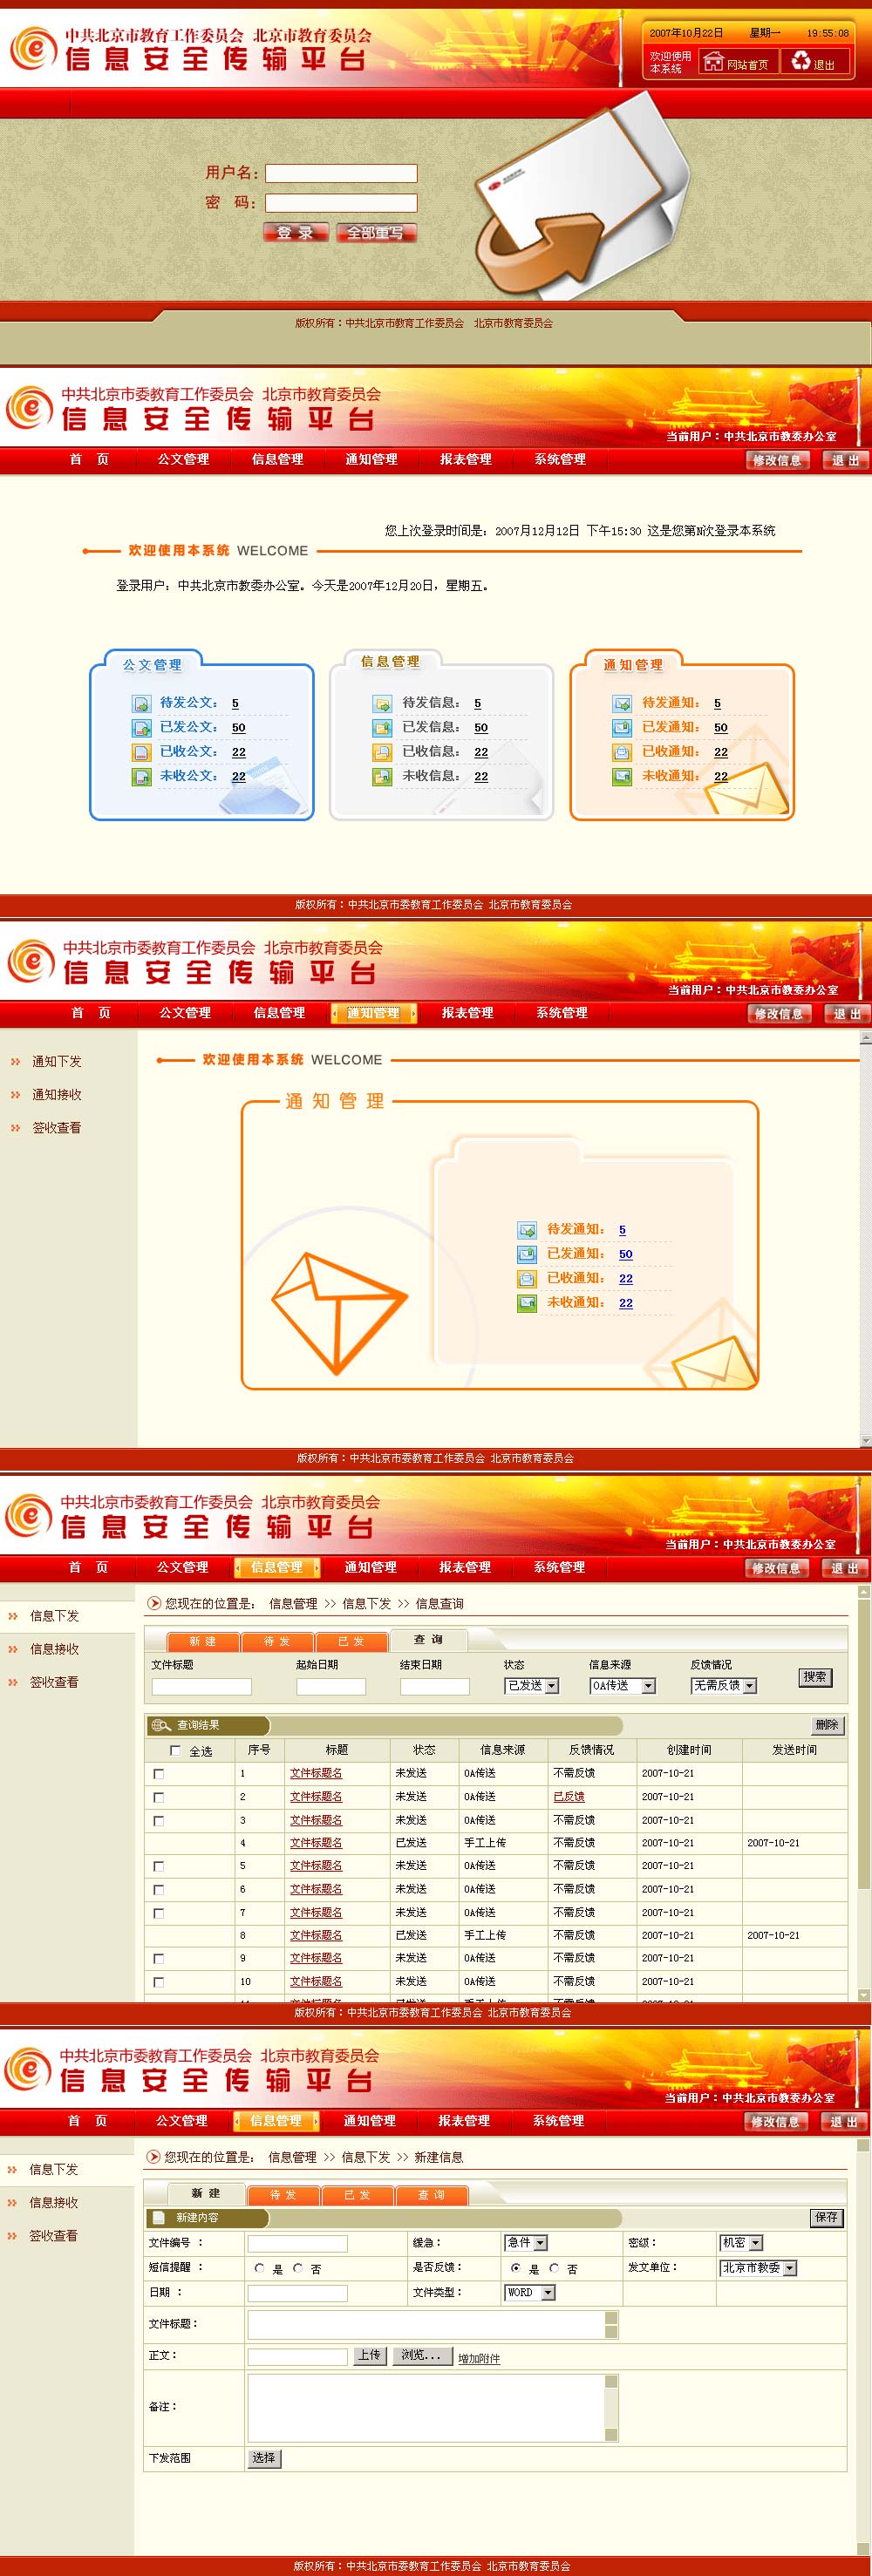 中共北京市教育工作委员会 北京市教育委员会
信息安全传输平台
2007年10月22日 星期一 19:55:08
欢迎使用本系统 网站首页 退出
用户名：
密 码：
登 录 全部重写
版权所有：中共北京市教育工作委员会 北京市教育委员会
中共北京市委教育工作委员会 北京市教育委员会
信息安全传输平台
当前用户：中共北京市教委办公室
首 页 公文管理 信息管理 通知管理 报表管理 系统管理 修改信息 退 出
您上次登录时间是：2007月12月12日 下午15:30 这是您第N次登录本系统
欢迎使用本系统 WELCOME
登录用户：中共北京市教委办公室。今天是2007年12月20日，星期五。
公文管理 信息管理 通知管理
待发公文： 5 待发信息： 5 待发通知： 5
已发公文： 50 已发信息： 50 已发通知： 50
已收公文： 22 已收信息： 22 已收通知： 22
未收公文： 22 未收信息： 22 未收通知： 22
版权所有：中共北京市委教育工作委员会 北京市教育委员会
中共北京市委教育工作委员会 北京市教育委员会
信息安全传输平台
当前用户：中共北京市教委办公室
首 页 公文管理 信息管理 通知管理 报表管理 系统管理 修改信息 退 出
通知下发
通知接收
签收查看
欢迎使用本系统 WELCOME
通知管理
待发通知： 5
已发通知： 50
已收通知： 22
未收通知： 22
版权所有：中共北京市委教育工作委员会 北京市教育委员会
中共北京市委教育工作委员会 北京市教育委员会
信息安全传输平台
当前用户：中共北京市教委办公室
首 页 公文管理 信息管理 通知管理 报表管理 系统管理 修改信息 退 出
信息下发
信息接收
签收查看
您现在的位置是： 信息管理 >> 信息下发 >> 信息查询
新 建 待 发 已 发 查 询
文件标题 起始日期 结束日期 状态 信息来源 反馈情况
已发送 OA传送 无需反馈 搜索
查询结果 删除
全选 序号 标题 状态 信息来源 反馈情况 创建时间 发送时间
1 文件标题名 未发送 OA传送 不需反馈 2007-10-21
2 文件标题名 未发送 OA传送 已反馈 2007-10-21
3 文件标题名 未发送 OA传送 不需反馈 2007-10-21
4 文件标题名 已发送 手工上传 不需反馈 2007-10-21 2007-10-21
5 文件标题名 未发送 OA传送 不需反馈 2007-10-21
6 文件标题名 未发送 OA传送 不需反馈 2007-10-21
7 文件标题名 未发送 OA传送 不需反馈 2007-10-21
8 文件标题名 已发送 手工上传 不需反馈 2007-10-21 2007-10-21
9 文件标题名 未发送 OA传送 不需反馈 2007-10-21
10 文件标题名 未发送 OA传送 不需反馈 2007-10-21
版权所有：中共北京市委教育工作委员会 北京市教育委员会
中共北京市委教育工作委员会 北京市教育委员会
信息安全传输平台
当前用户：中共北京市教委办公室
首 页 公文管理 信息管理 通知管理 报表管理 系统管理 修改信息 退 出
信息下发
信息接收
签收查看
您现在的位置是： 信息管理 >> 信息下发 >> 新建信息
新 建 待 发 已 发 查 询
新建内容 保存
文件编号 ： 缓急： 急件 密级： 机密
短信提醒 ： 是 否 是否反馈： 是 否 发文单位： 北京市教委
日期 ： 文件类型： WORD
文件标题：
正文： 上传 浏览... 增加附件
备注：
下发范围 选择
版权所有：中共北京市委教育工作委员会 北京市教育委员会